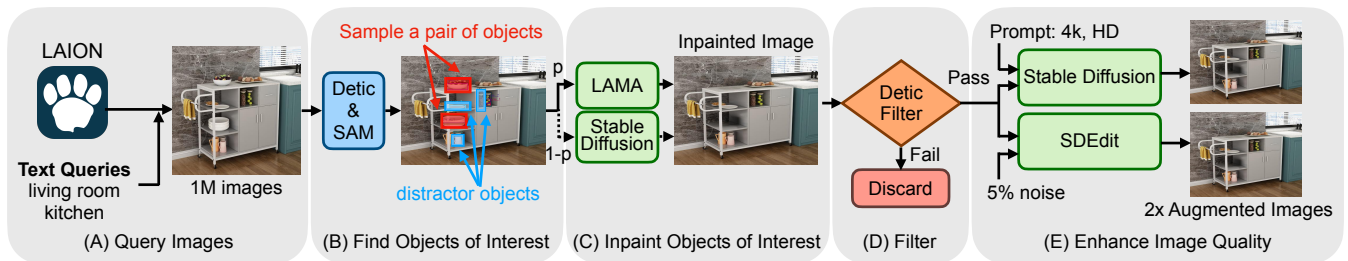 LAION
Text Queries
living room
kitchen
1M images
(A) Query Images
Detic
&
SAM
Sample a pair of objects
distractor objects
(B) Find Objects of Interest
p
1-p
LAMA
Stable
Diffusion
Inpainted Image
(C) Inpaint Objects of Interest
Detic
Filter
Pass
Fail
Discard
(D) Filter
Prompt: 4k, HD
Stable Diffusion
SDEdit
5% noise
2x Augmented Images
(E) Enhance Image Quality